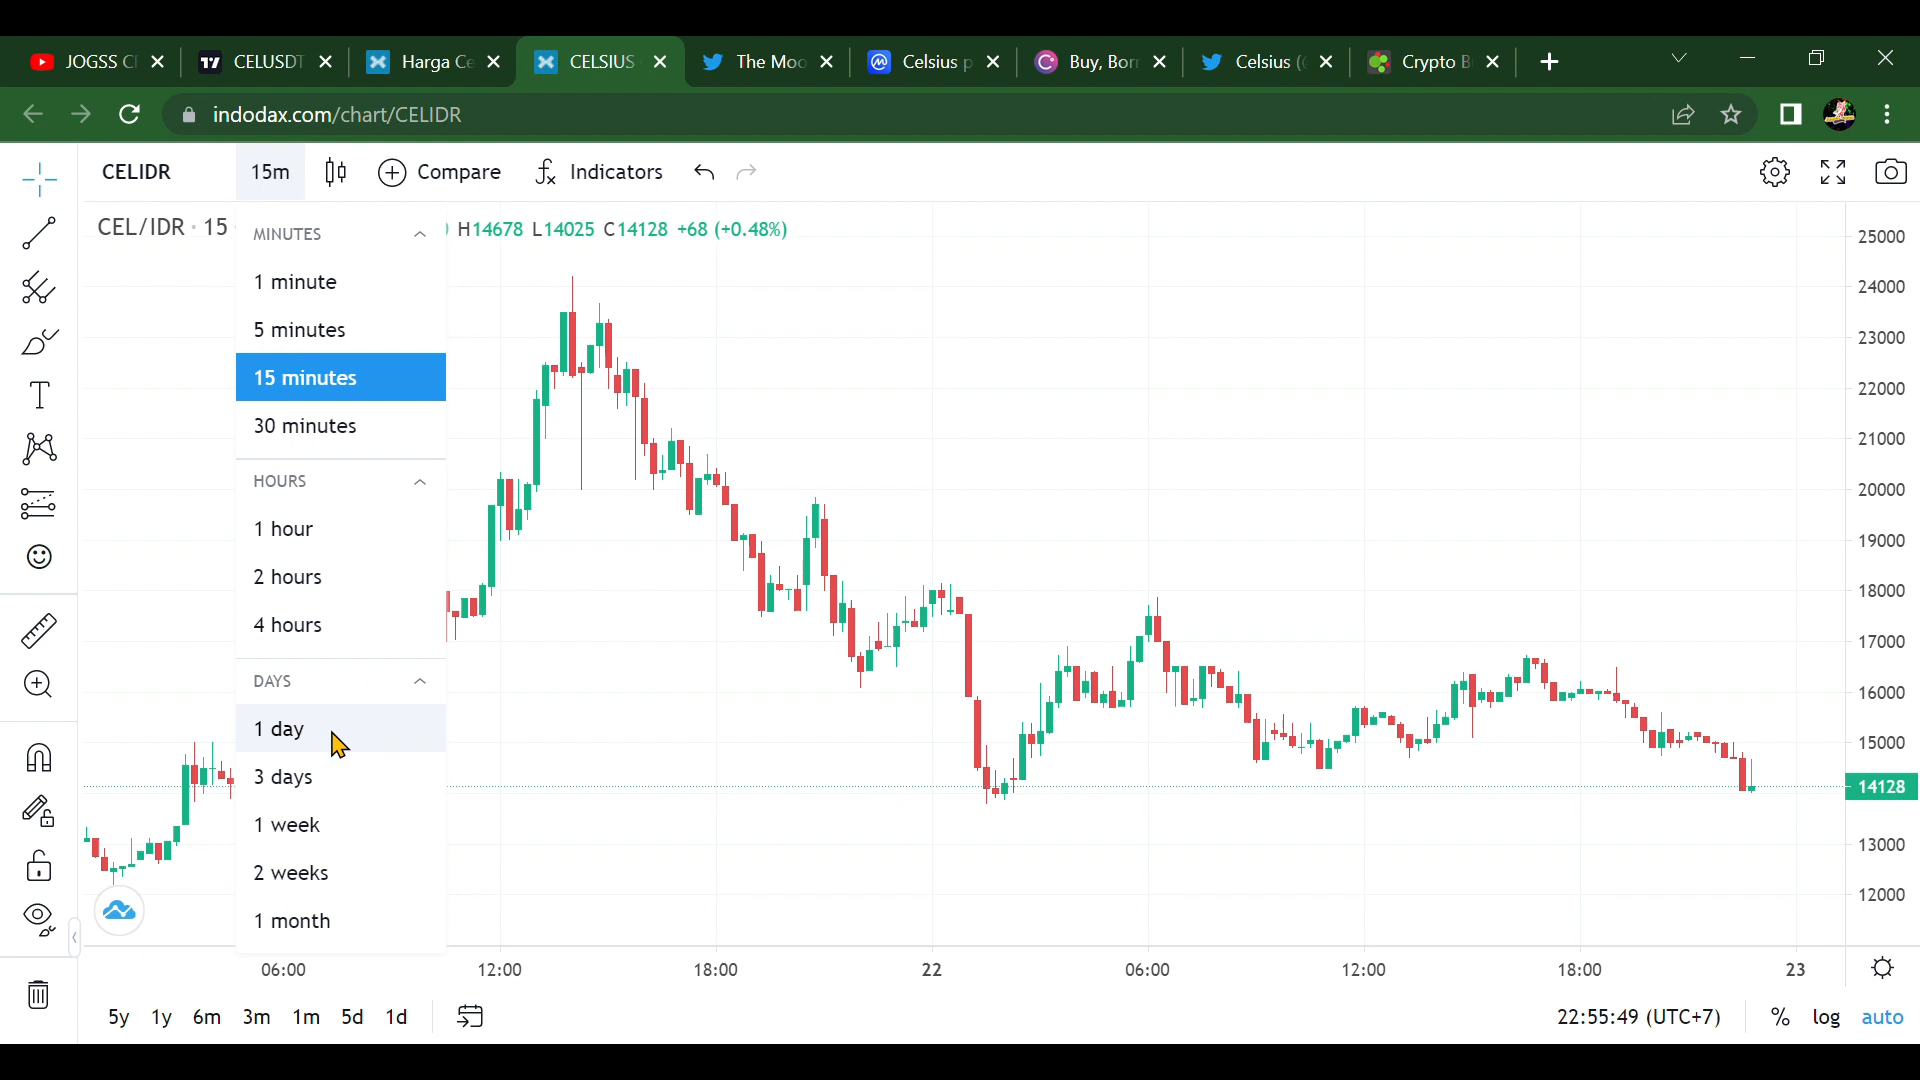 JOGSS C
CELUSDT
Harga Ce
CELSIUS
The Moo
Celsius p
Buy, Bor
Celsius (
Crypto B
indodax.com/chart/CELIDR
CELIDR
15m
Compare
Indicators
CEL/IDR · 15
H14678 L14025 C14128 +68 (+0.48%)
MINUTES
1 minute
5 minutes
15 minutes
30 minutes
HOURS
1 hour
2 hours
4 hours
DAYS
1 day
3 days
1 week
2 weeks
1 month
25000
24000
23000
22000
21000
20000
19000
18000
17000
16000
15000
14128
13000
12000
06:00
12:00
18:00
22
06:00
12:00
18:00
23
5y 1y 6m 3m 1m 5d 1d
22:55:49 (UTC+7)
% log auto